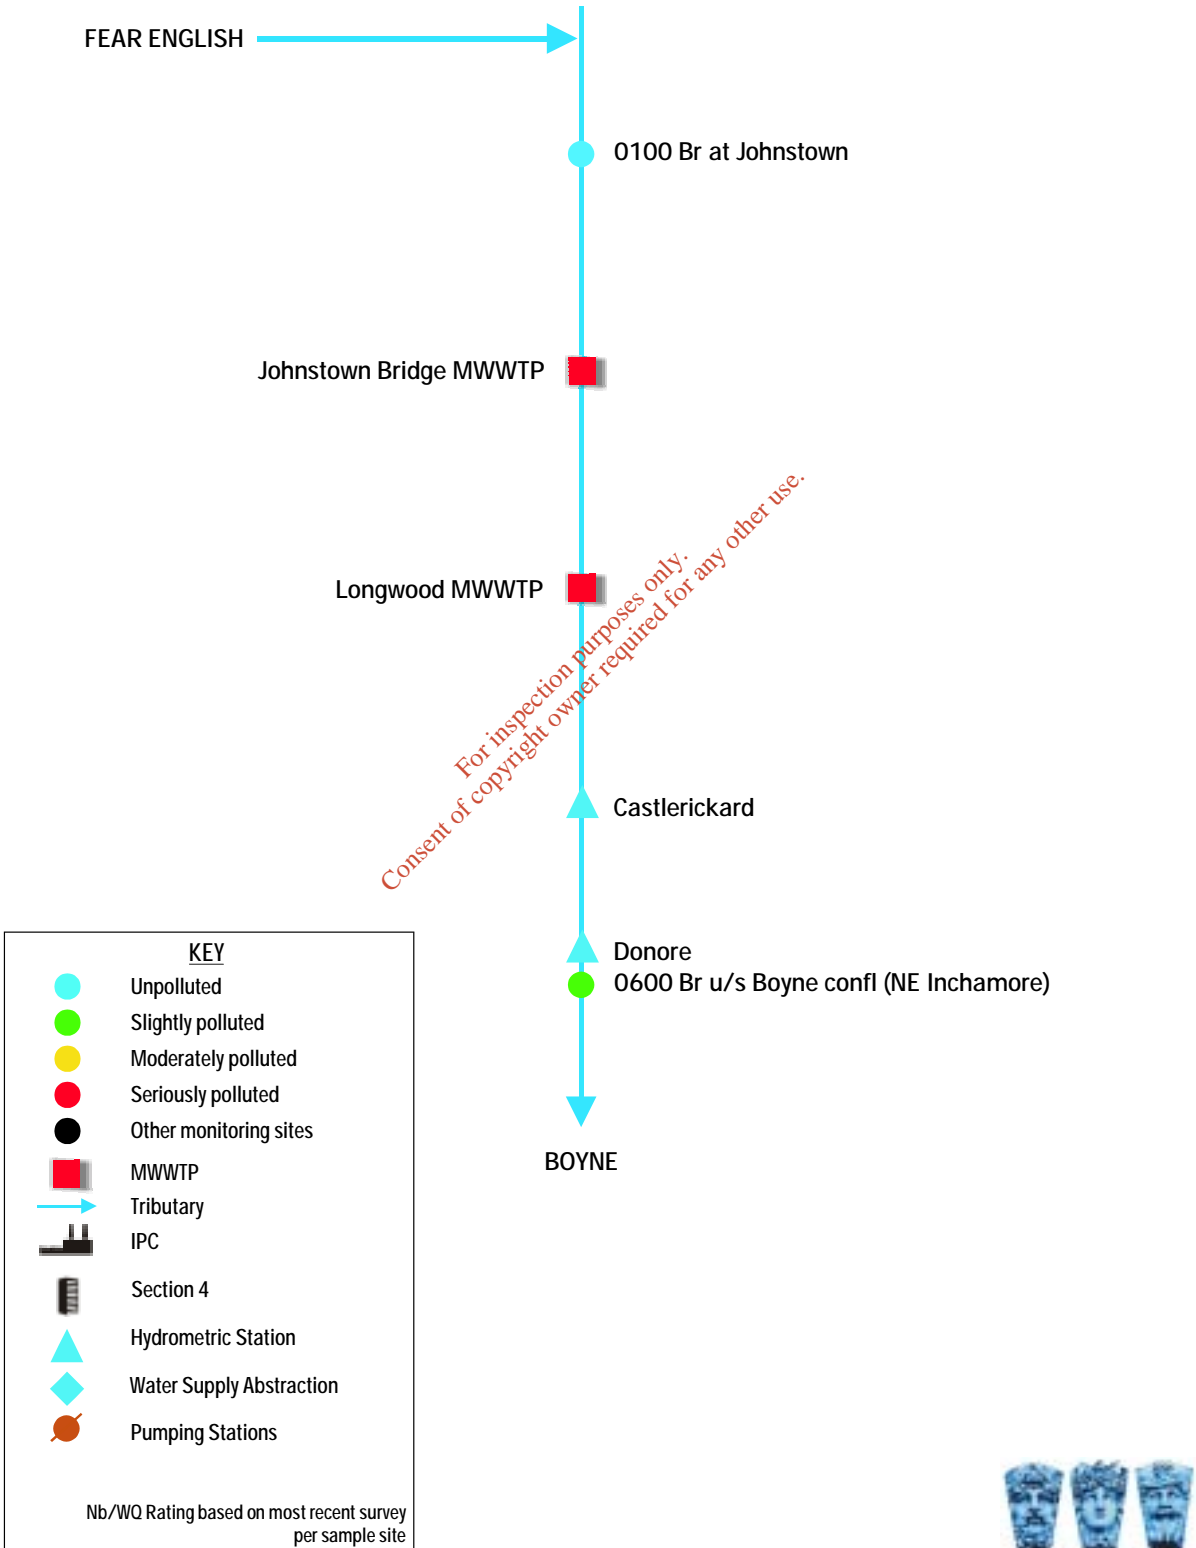 FEAR ENGLISH
0100 Br at Johnstown
Johnstown Bridge MWWTP
Longwood MWWTP
For inspection purposes only.
Consent of copyright owner required for any other use.
Castlerickard
Donore
0600 Br u/s Boyne confl (NE Inchamore)
BOYNE
KEY
Unpolluted
Slightly polluted
Moderately polluted
Seriously polluted
Other monitoring sites
MWWTP
Tributary
IPC
Section 4
Hydrometric Station
Water Supply Abstraction
Pumping Stations
Nb/WQ Rating based on most recent survey
per sample site